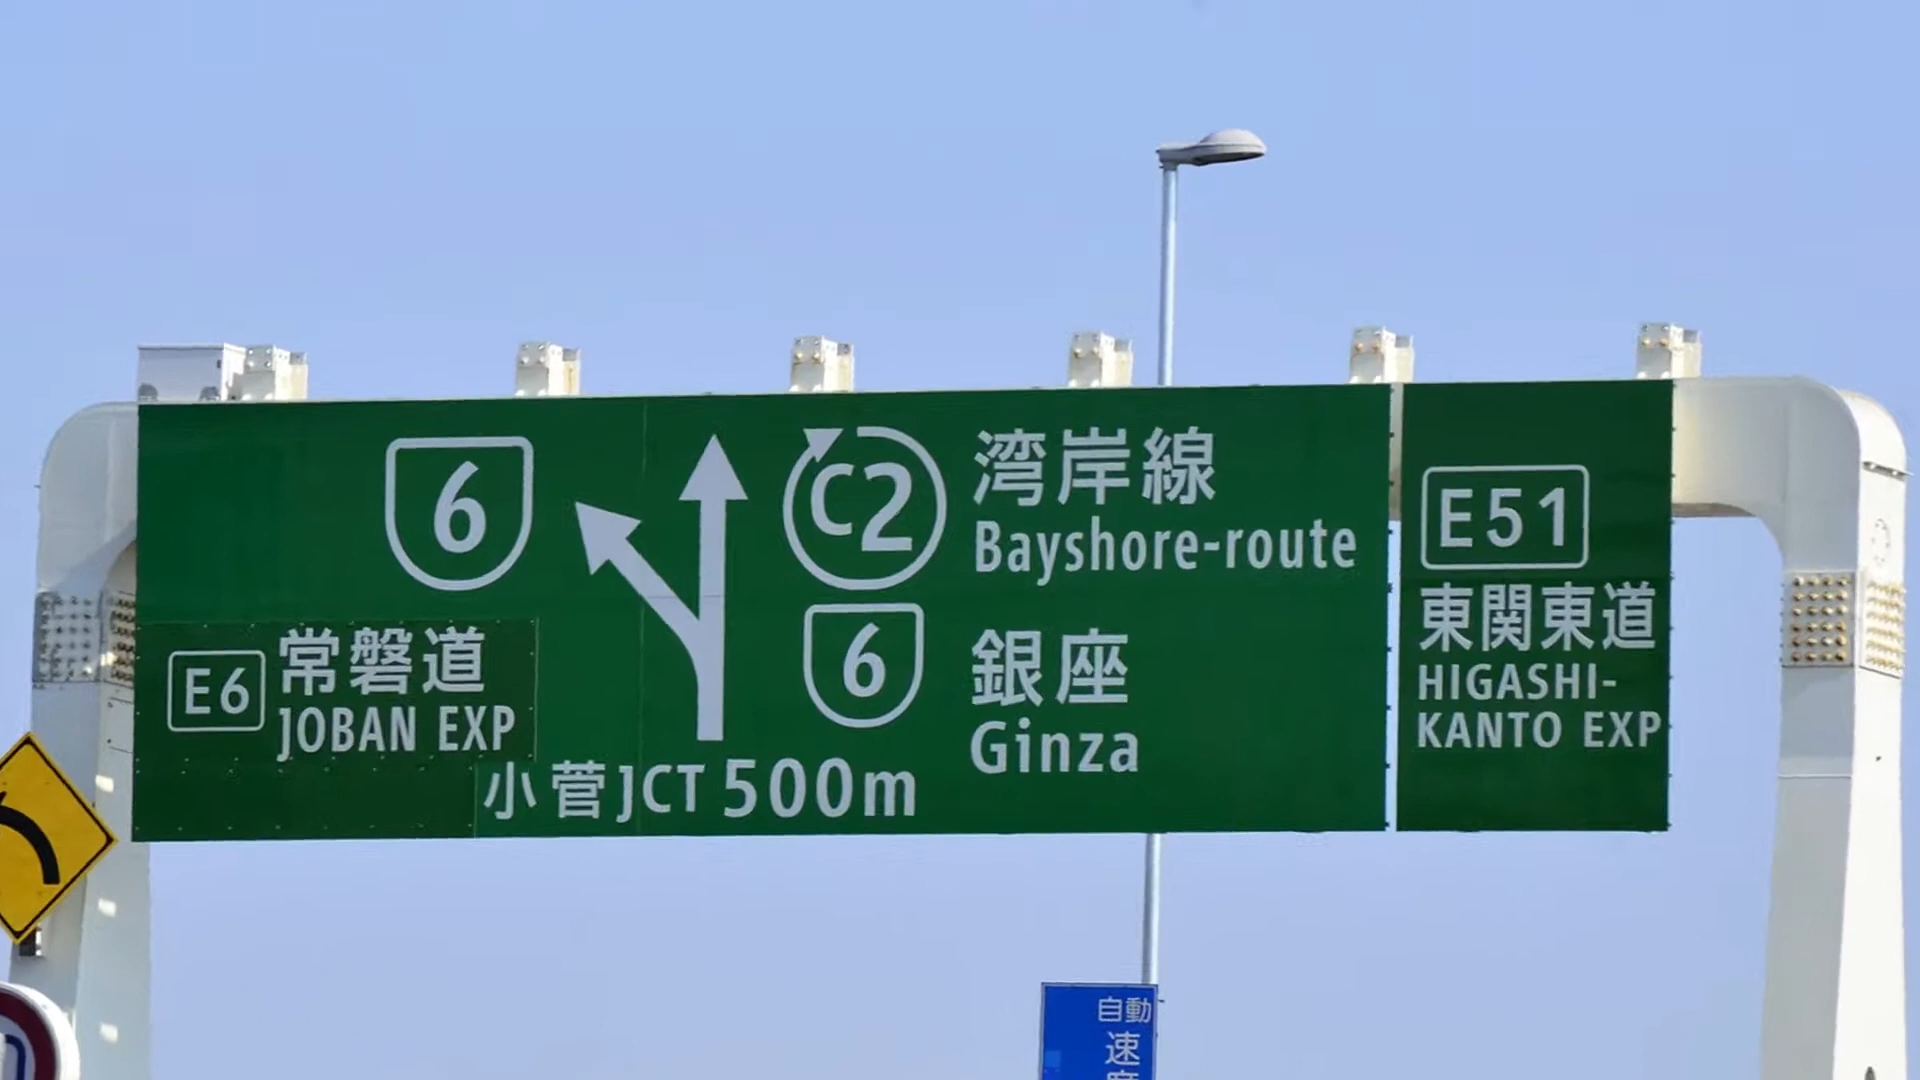 6
E6 常磐道
JOBAN EXP
小菅JCT 500m
C2 湾岸線
Bayshore-route
6 銀座
Ginza
E51
東関東道
HIGASHI-
KANTO EXP
自動
速